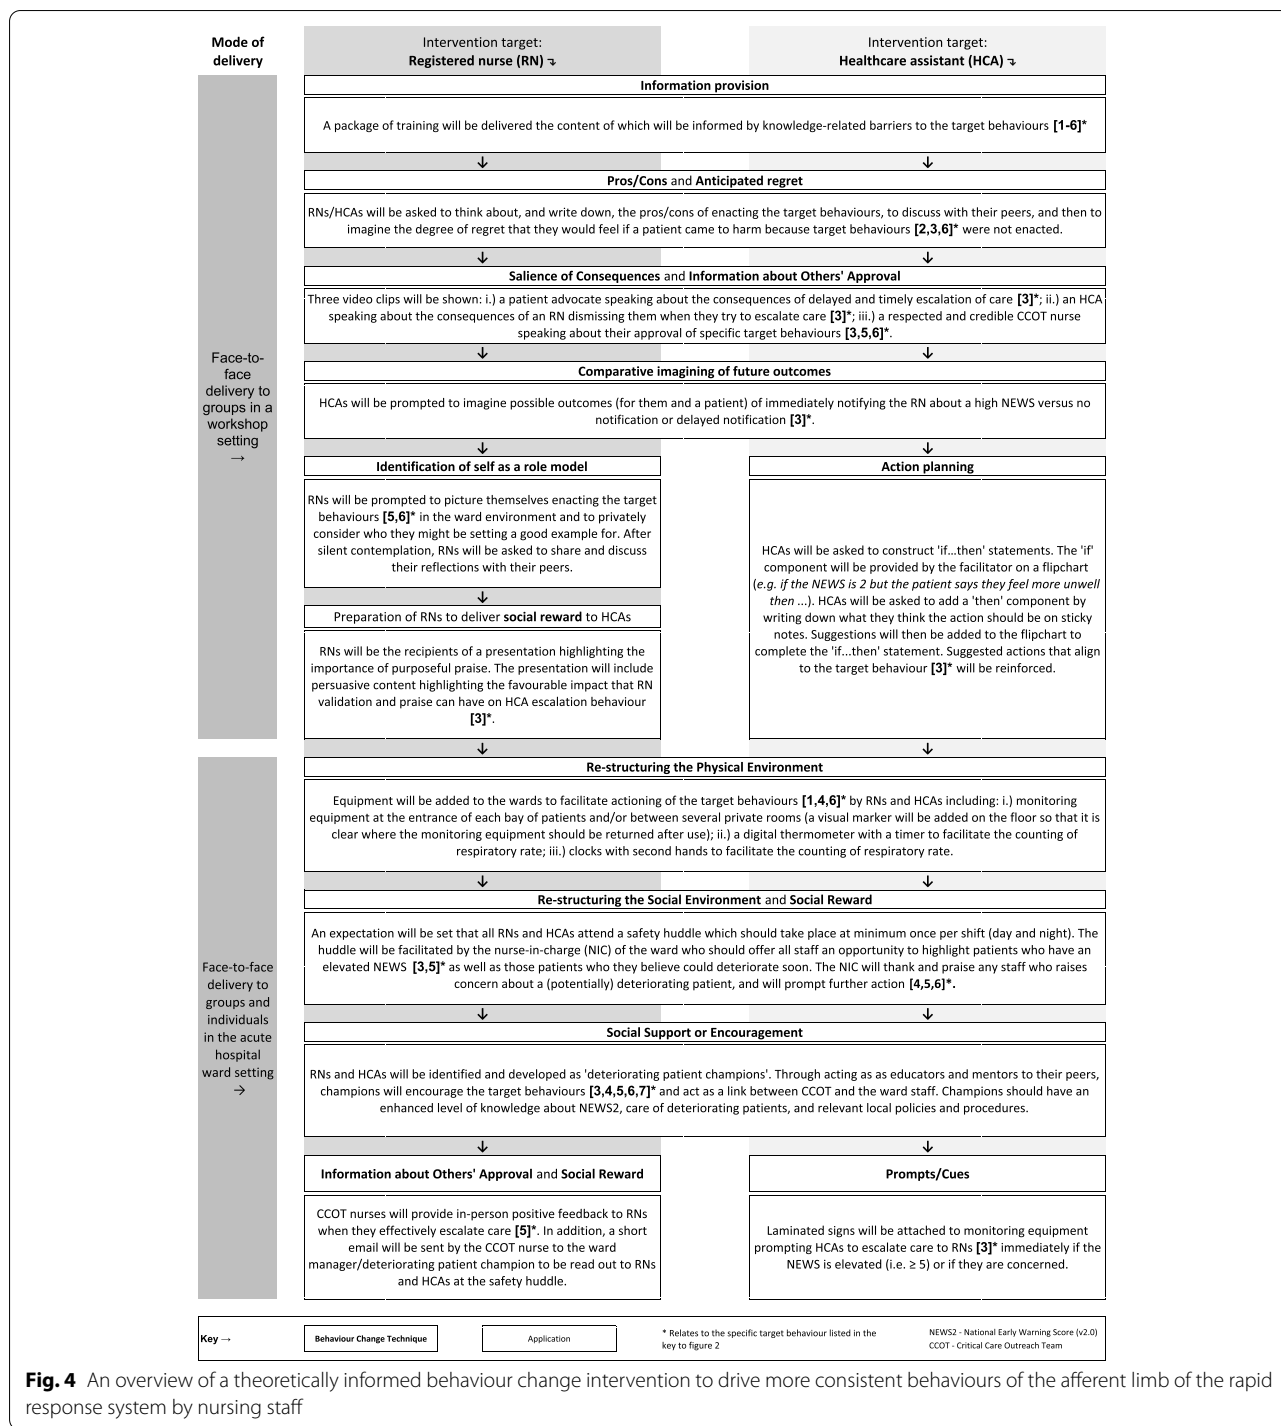 Mode of
delivery
Intervention target:
Registered nurse (RN) ↴
Intervention target:
Healthcare assistant (HCA) ↴
Face-to-
face
delivery to
groups in a
workshop
setting
→
Information provision
A package of training will be delivered the content of which will be informed by knowledge-related barriers to the target behaviours [1-6]*
↓ ↓
Pros/Cons and Anticipated regret
RNs/HCAs will be asked to think about, and write down, the pros/cons of enacting the target behaviours, to discuss with their peers, and then to
imagine the degree of regret that they would feel if a patient came to harm because target behaviours [2,3,6]* were not enacted.
↓ ↓
Salience of Consequences and Information about Others' Approval
Three video clips will be shown: i.) a patient advocate speaking about the consequences of delayed and timely escalation of care [3]*; ii.) an HCA
speaking about the consequences of an RN dismissing them when they try to escalate care [3]*; iii.) a respected and credible CCOT nurse
speaking about their approval of specific target behaviours [3,5,6]*.
↓ ↓
Comparative imagining of future outcomes
HCAs will be prompted to imagine possible outcomes (for them and a patient) of immediately notifying the RN about a high NEWS versus no
notification or delayed notification [3]*.
↓ ↓
Identification of self as a role model
RNs will be prompted to picture themselves enacting the target
behaviours [5,6]* in the ward environment and to privately
consider who they might be setting a good example for. After
silent contemplation, RNs will be asked to share and discuss
their reflections with their peers.
↓
Preparation of RNs to deliver social reward to HCAs
RNs will be the recipients of a presentation highlighting the
importance of purposeful praise. The presentation will include
persuasive content highlighting the favourable impact that RN
validation and praise can have on HCA escalation behaviour
[3]*.
Action planning
HCAs will be asked to construct 'if...then' statements. The 'if'
component will be provided by the facilitator on a flipchart
(e.g. if the NEWS is 2 but the patient says they feel more unwell
then ...). HCAs will be asked to add a 'then' component by
writing down what they think the action should be on sticky
notes. Suggestions will then be added to the flipchart to
complete the 'if...then' statement. Suggested actions that align
to the target behaviour [3]* will be reinforced.
↓ ↓
Face-to-face
delivery to
groups and
individuals
in the acute
hospital
ward setting
→
Re-structuring the Physical Environment
Equipment will be added to the wards to facilitate actioning of the target behaviours [1,4,6]* by RNs and HCAs including: i.) monitoring
equipment at the entrance of each bay of patients and/or between several private rooms (a visual marker will be added on the floor so that it is
clear where the monitoring equipment should be returned after use); ii.) a digital thermometer with a timer to facilitate the counting of
respiratory rate; iii.) clocks with second hands to facilitate the counting of respiratory rate.
↓ ↓
Re-structuring the Social Environment and Social Reward
An expectation will be set that all RNs and HCAs attend a safety huddle which should take place at minimum once per shift (day and night). The
huddle will be facilitated by the nurse-in-charge (NIC) of the ward who should offer all staff an opportunity to highlight patients who have an
elevated NEWS [3,5]* as well as those patients who they believe could deteriorate soon. The NIC will thank and praise any staff who raises
concern about a (potentially) deteriorating patient, and will prompt further action [4,5,6]*.
↓ ↓
Social Support or Encouragement
RNs and HCAs will be identified and developed as 'deteriorating patient champions'. Through acting as as educators and mentors to their peers,
champions will encourage the target behaviours [3,4,5,6,7]* and act as a link between CCOT and the ward staff. Champions should have an
enhanced level of knowledge about NEWS2, care of deteriorating patients, and relevant local policies and procedures.
↓ ↓
Information about Others' Approval and Social Reward
CCOT nurses will provide in-person positive feedback to RNs
when they effectively escalate care [5]*. In addition, a short
email will be sent by the CCOT nurse to the ward
manager/deteriorating patient champion to be read out to RNs
and HCAs at the safety huddle.
Prompts/Cues
Laminated signs will be attached to monitoring equipment
prompting HCAs to escalate care to RNs [3]* immediately if the
NEWS is elevated (i.e. ≥ 5) or if they are concerned.
Key →
Behaviour Change Technique
Application
* Relates to the specific target behaviour listed in the
key to figure 2
NEWS2 - National Early Warning Score (v2.0)
CCOT - Critical Care Outreach Team
Fig. 4 An overview of a theoretically informed behaviour change intervention to drive more consistent behaviours of the afferent limb of the rapid
response system by nursing staff